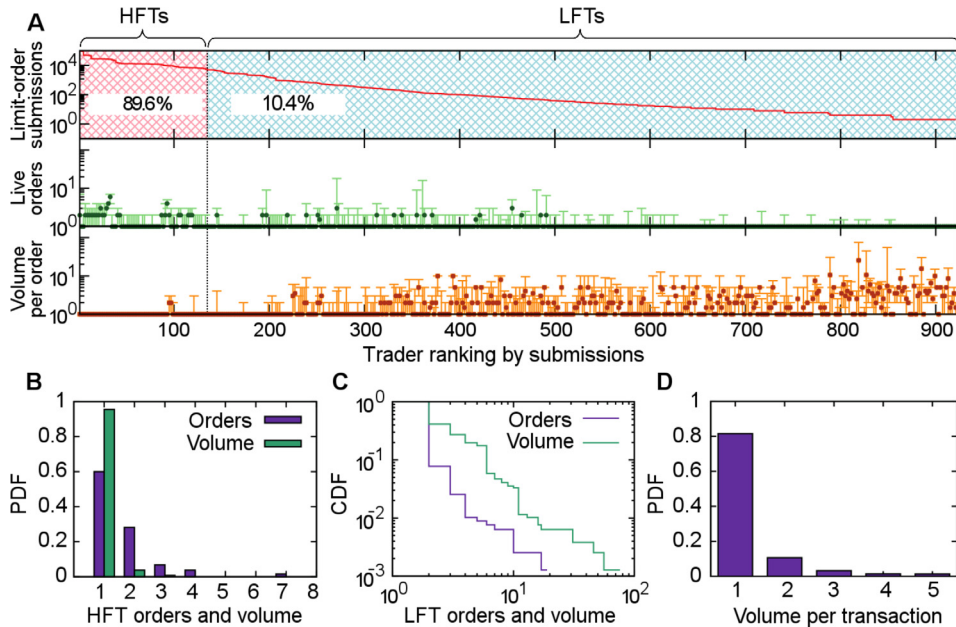 HFTs LFTs
A
Limit-order
submissions
10^4
10^2
10^0
89.6% 10.4%
Live
orders
10^1
10^0
Volume
per order
10^1
10^0
100 200 300 400 500 600 700 800 900
Trader ranking by submissions
B
PDF
1
0.8
0.6
0.4
0.2
0
Orders
Volume
1 2 3 4 5 6 7 8
HFT orders and volume
C
CDF
10^0
10^-1
10^-2
10^-3
Orders
Volume
10^0 10^1 10^2
LFT orders and volume
D
PDF
1
0.8
0.6
0.4
0.2
0
1 2 3 4 5
Volume per transaction